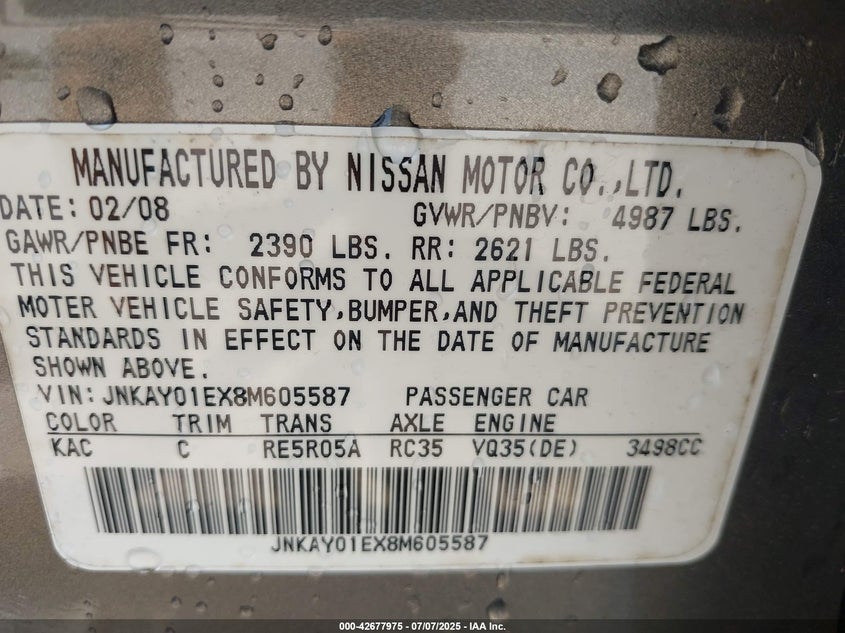 MANUFACTURED BY NISSAN MOTOR CO.,LTD.
DATE: 02/08 GVWR/PNBV: 4987 LBS.
GAWR/PNBE FR: 2390 LBS. RR: 2621 LBS.
THIS VEHICLE CONFORMS TO ALL APPLICABLE FEDERAL
MOTER VEHICLE SAFETY,BUMPER,AND THEFT PREVENTION
STANDARDS IN EFFECT ON THE DATE OF MANUFACTURE
SHOWN ABOVE.
VIN:JNKAY01EX8M605587 PASSENGER CAR
COLOR TRIM TRANS AXLE ENGINE
KAC C RE5R05A RC35 VQ35(DE) 3498CC
JNKAY01EX8M605587
000-42677975 - 07/07/2025 - IAA Inc.